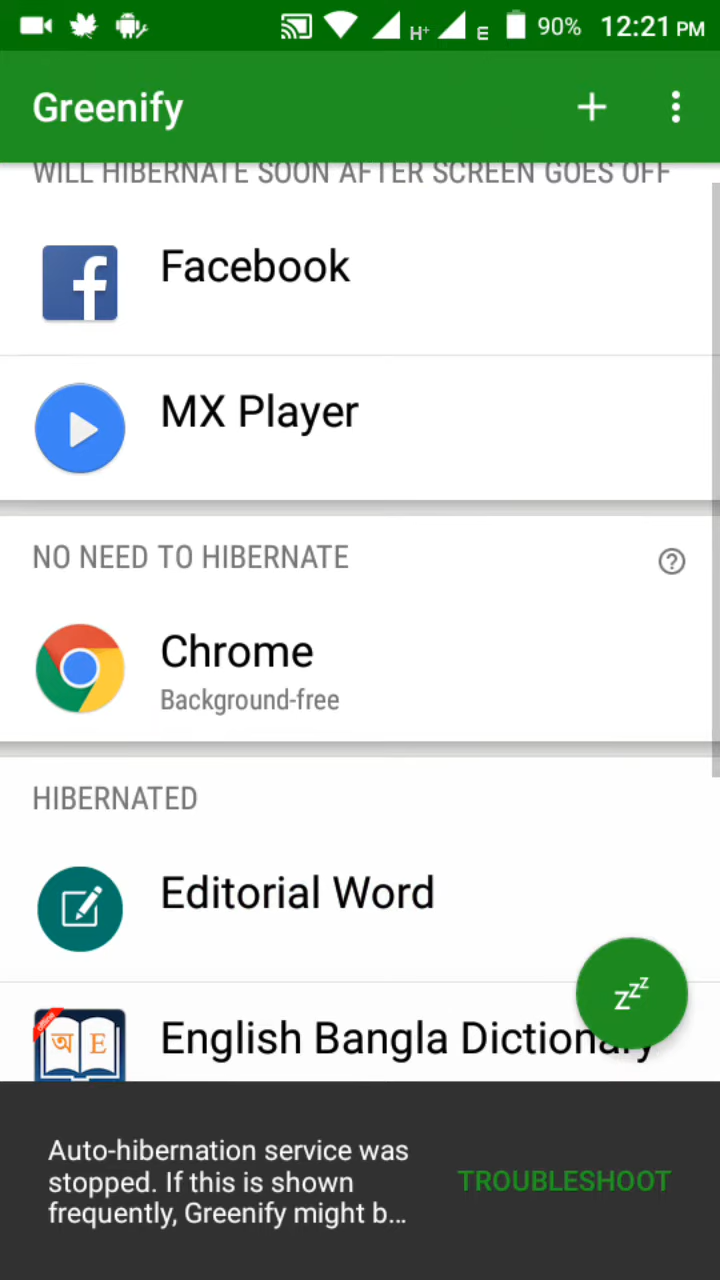 H+ E 90% 12:21 PM
Greenify
WILL HIBERNATE SOON AFTER SCREEN GOES OFF
Facebook
MX Player
NO NEED TO HIBERNATE
Chrome
Background-free
HIBERNATED
Editorial Word
zzz
অ E
English Bangla Dictionary
Auto-hibernation service was
stopped. If this is shown
frequently, Greenify might b...
TROUBLESHOOT